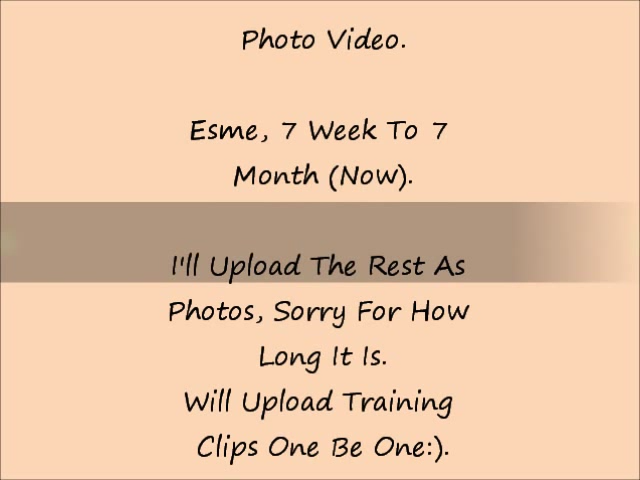 Photo Video.
Esme, 7 Week To 7
Month (Now).
I'll Upload The Rest As
Photos, Sorry For How
Long It Is.
Will Upload Training
Clips One Be One:).